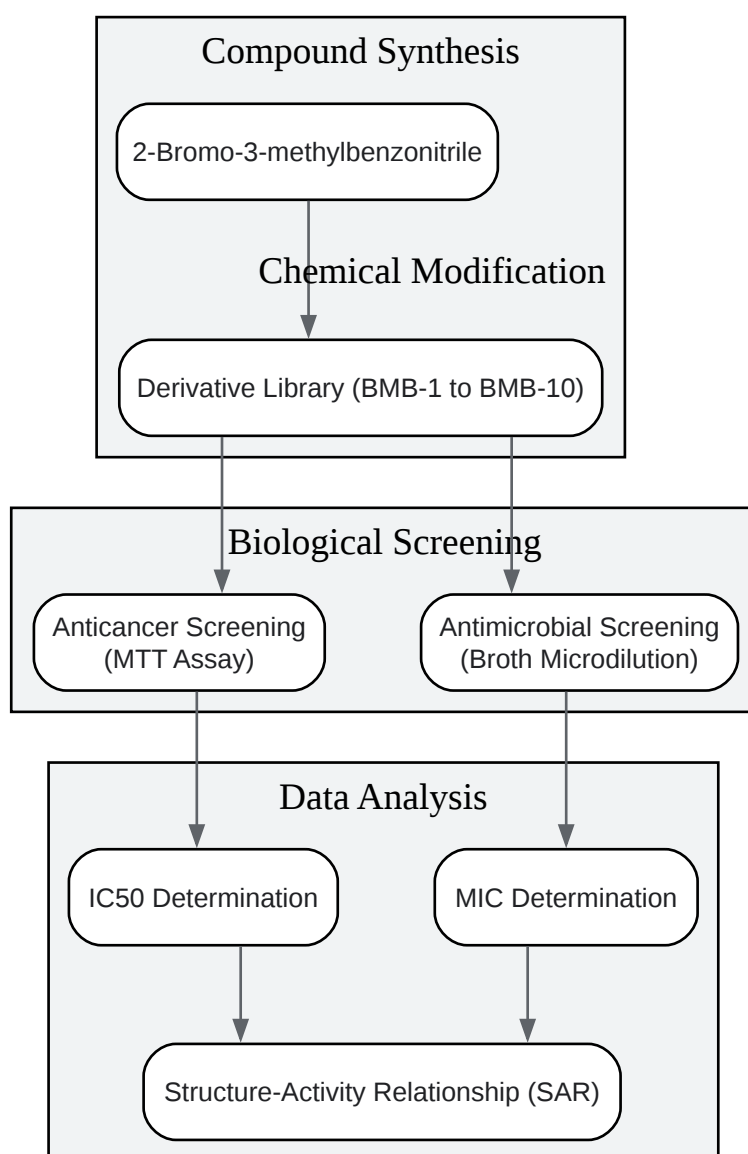 Compound Synthesis
2-Bromo-3-methylbenzonitrile
Chemical Modification
Derivative Library (BMB-1 to BMB-10)
Biological Screening
Anticancer Screening
(MTT Assay)
Antimicrobial Screening
(Broth Microdilution)
Data Analysis
IC50 Determination
MIC Determination
Structure-Activity Relationship (SAR)